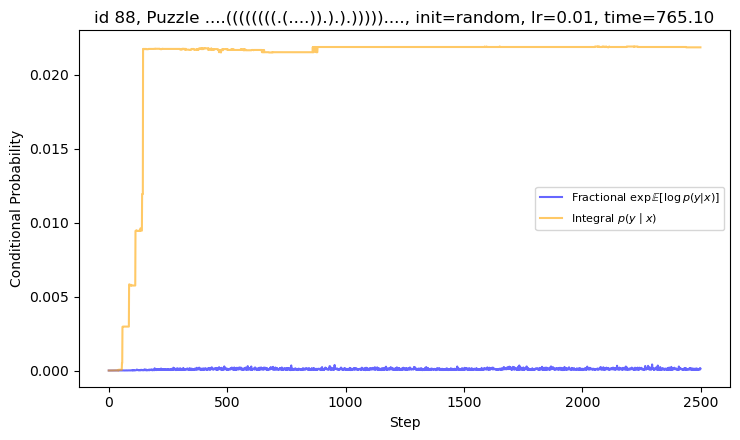 id 88, Puzzle ....((((((((.(....)).).).)))))...., init=random, lr=0.01, time=765.10
Conditional Probability
0.020
0.015
0.010
0.005
0.000
Fractional exp𝔼[log p(y|x)]
Integral p(y | x)
0
500
1000
1500
2000
2500
Step